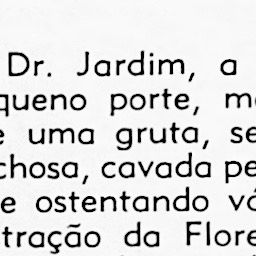 Dr. Jardim, a
queno porte, m
e uma gruta, se
chosa, cavada pe
e ostentando vá
tração da Flore